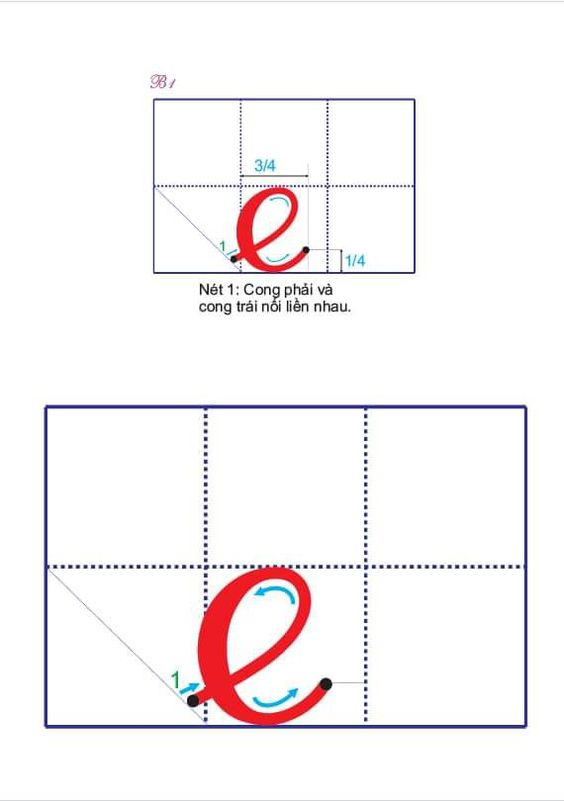 B1
3/4
e
1
1/4
Nét 1: Cong phải và
cong trái nối liền nhau.
e
1